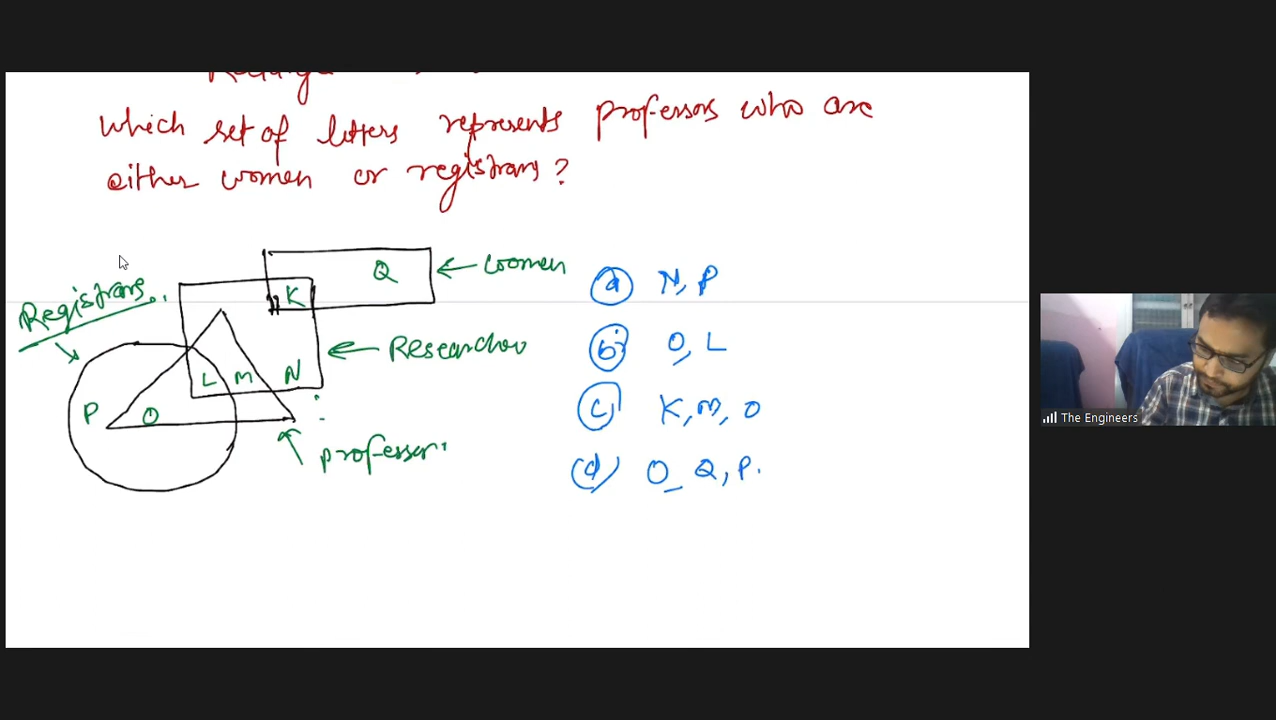 which set of letters represents professors who are
either women or registrars ?
Q
← women
K
Registrars
← Researcher
L M N
P
O
professor
(a) N, P
(b) O, L
(c) K, M, O
(d) O Q, P.
The Engineers